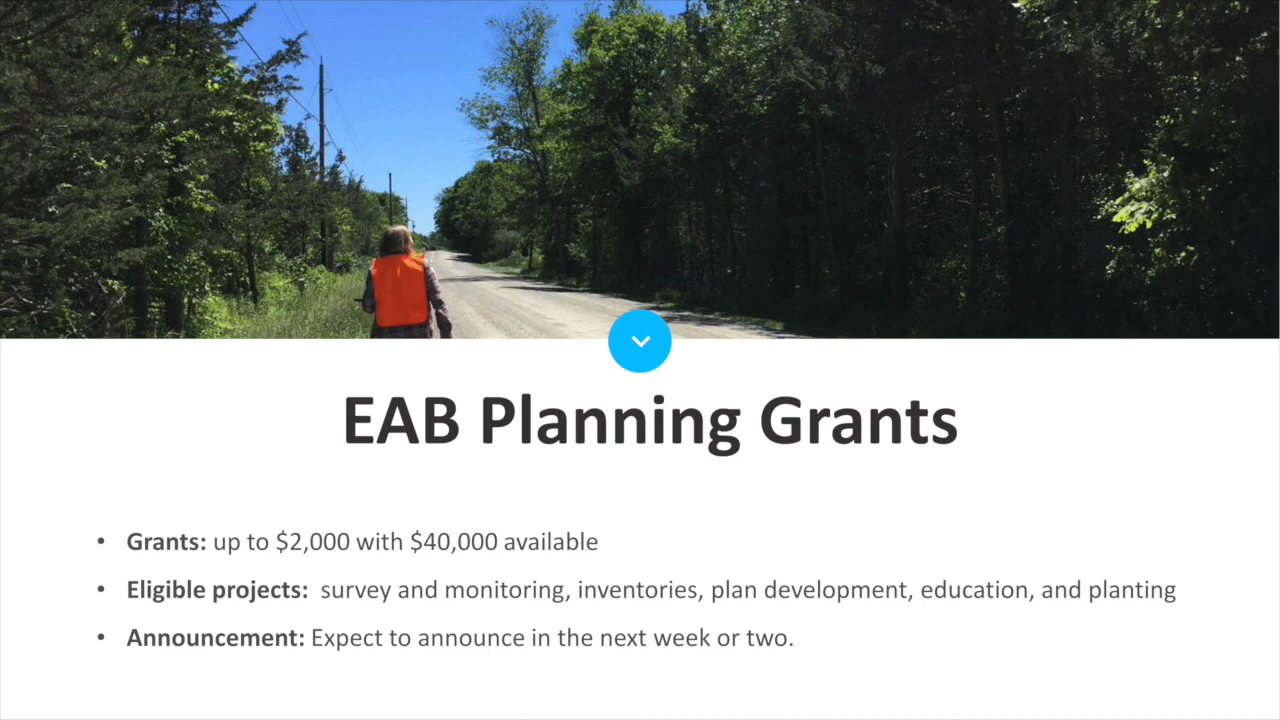 EAB Planning Grants
• Grants: up to $2,000 with $40,000 available
• Eligible projects: survey and monitoring, inventories, plan development, education, and planting
• Announcement: Expect to announce in the next week or two.